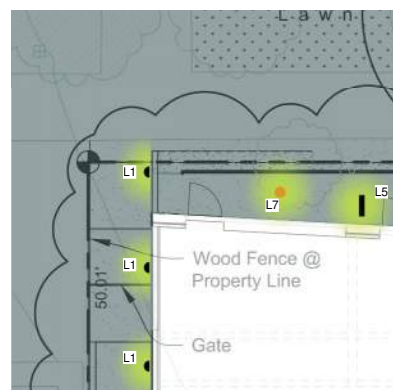 Lawn
L1
L5
L7
L1
Wood Fence @
Property Line
50.01'
Gate
L1